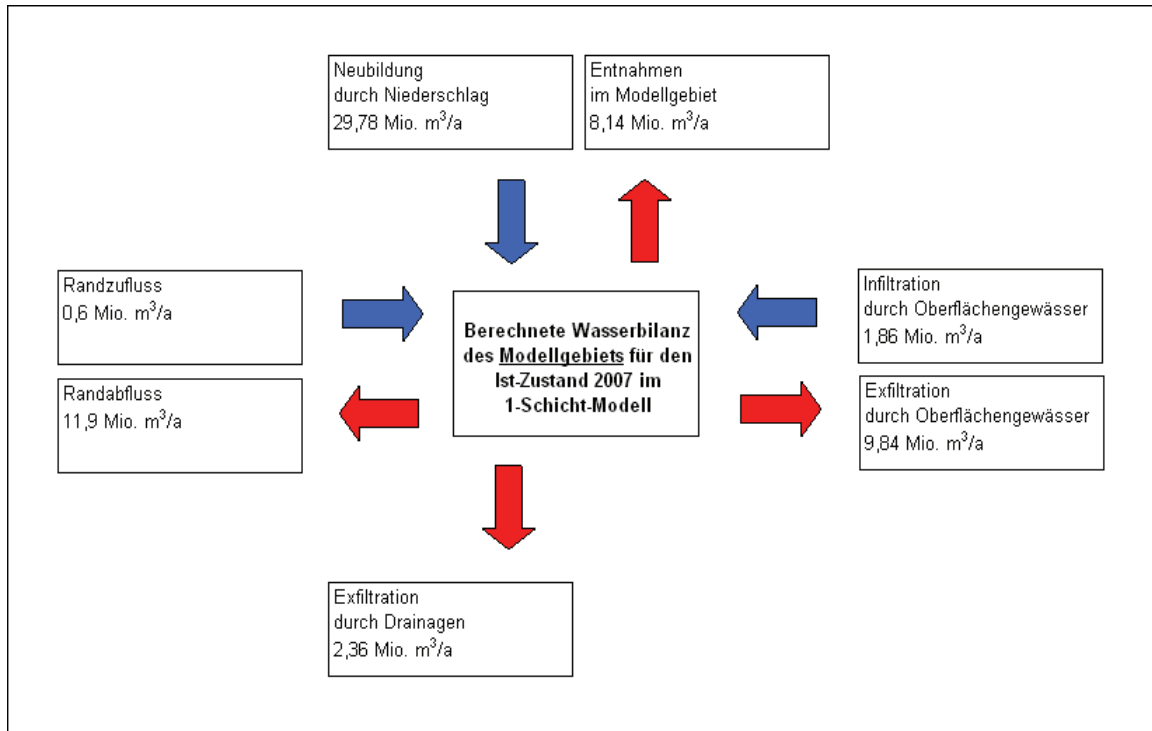 Neubildung
durch Niederschlag
29,78 Mio. m³/a
Entnahmen
im Modellgebiet
8,14 Mio. m³/a
Randzufluss
0,6 Mio. m³/a
Randabfluss
11,9 Mio. m³/a
Berechnete Wasserbilanz
des Modellgebiets für den
Ist-Zustand 2007 im
1-Schicht-Modell
Infiltration
durch Oberflächengewässer
1,86 Mio. m³/a
Exfiltration
durch Oberflächengewässer
9,84 Mio. m³/a
Exfiltration
durch Drainagen
2,36 Mio. m³/a